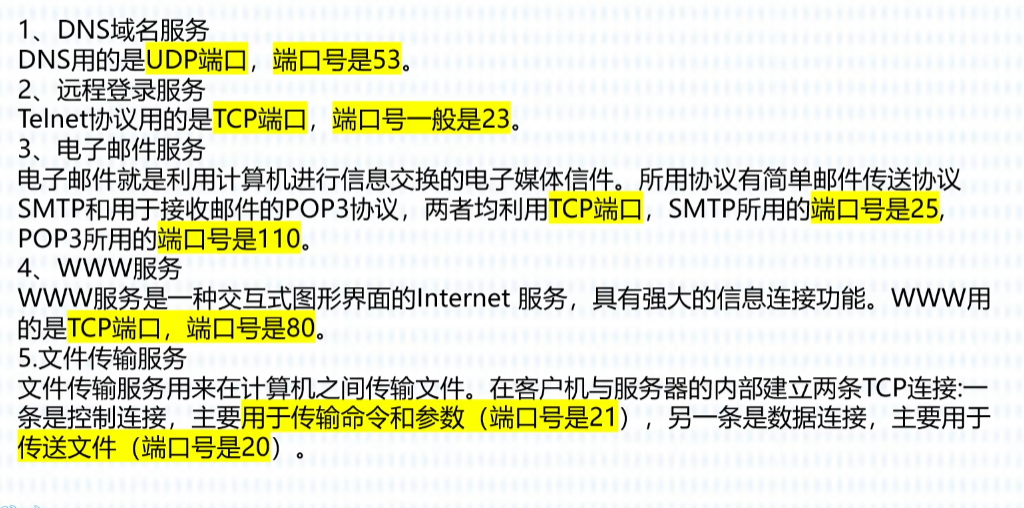 1、DNS域名服务
DNS用的是UDP端口，端口号是53。
2、远程登录服务
Telnet协议用的是TCP端口，端口号一般是23。
3、电子邮件服务
电子邮件就是利用计算机进行信息交换的电子媒体信件。所用协议有简单邮件传送协议
SMTP和用于接收邮件的POP3协议，两者均利用TCP端口，SMTP所用的端口号是25,
POP3所用的端口号是110。
4、WWW服务
WWW服务是一种交互式图形界面的Internet 服务，具有强大的信息连接功能。WWW用
的是TCP端口，端口号是80。
5.文件传输服务
文件传输服务用来在计算机之间传输文件。在客户机与服务器的内部建立两条TCP连接:一
条是控制连接，主要用于传输命令和参数（端口号是21），另一条是数据连接，主要用于
传送文件（端口号是20）。